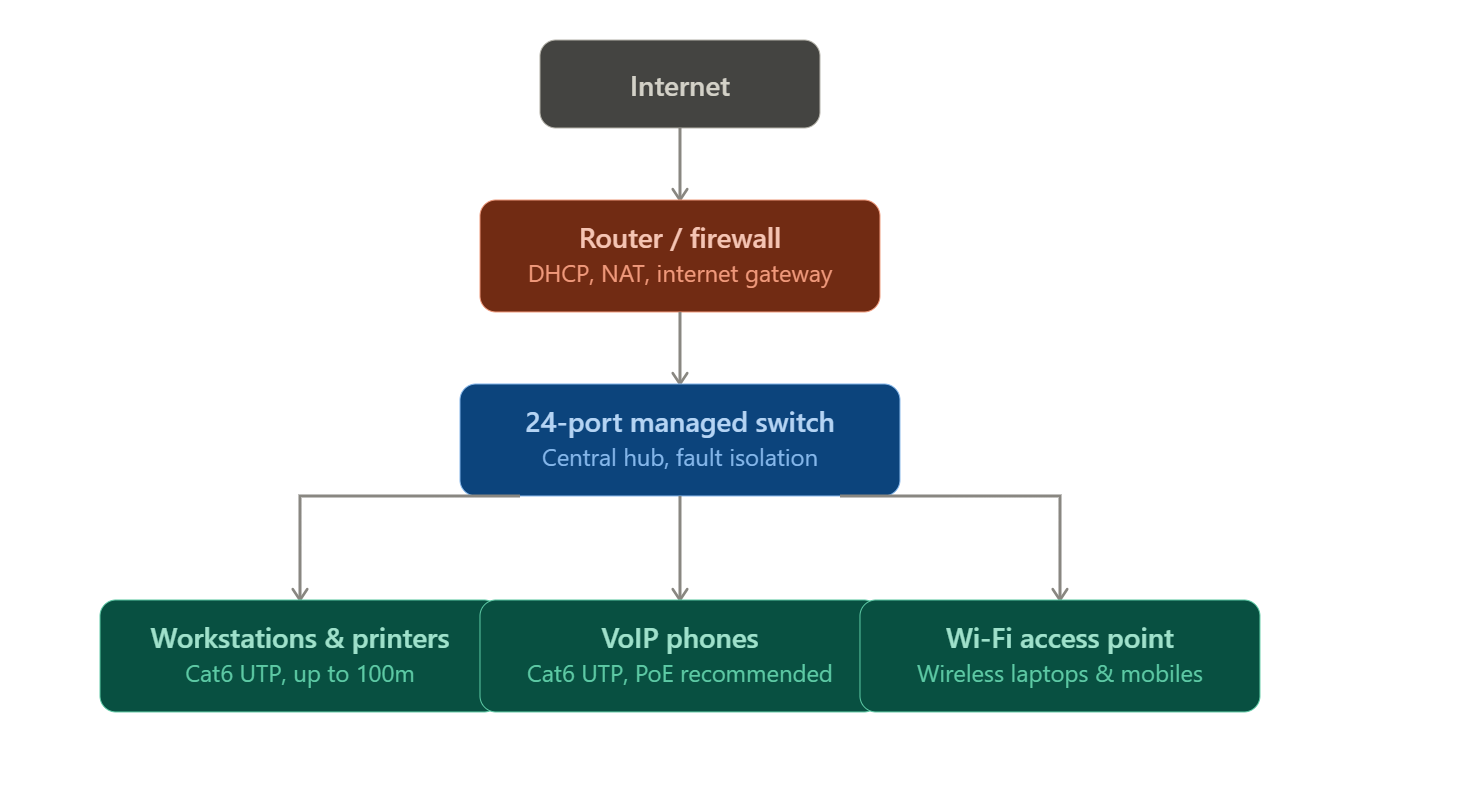 Internet
Router / firewall
DHCP, NAT, internet gateway
24-port managed switch
Central hub, fault isolation
Workstations & printers
Cat6 UTP, up to 100m
VoIP phones
Cat6 UTP, PoE recommended
Wi-Fi access point
Wireless laptops & mobiles